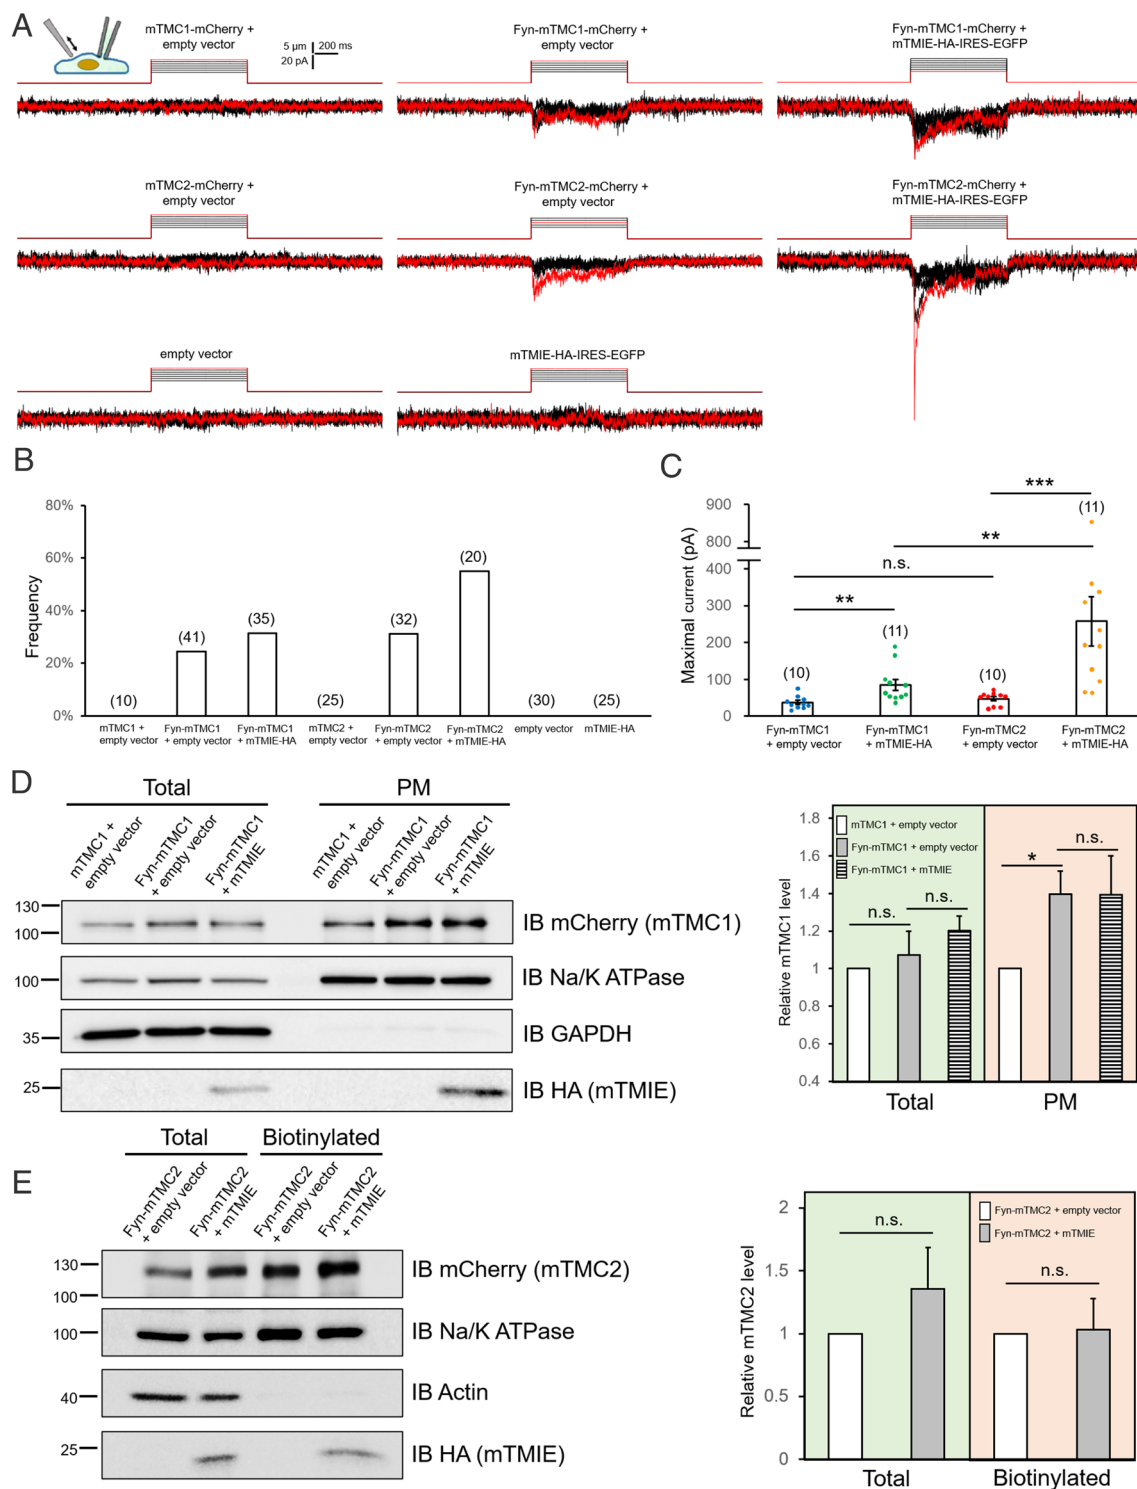 A
mTMC1-mCherry +
empty vector
5 µm
200 ms
20 pA
Fyn-mTMC1-mCherry +
empty vector
Fyn-mTMC1-mCherry +
mTMIE-HA-IRES-EGFP
mTMC2-mCherry +
empty vector
Fyn-mTMC2-mCherry +
empty vector
Fyn-mTMC2-mCherry +
mTMIE-HA-IRES-EGFP
empty vector
mTMIE-HA-IRES-EGFP
B
Frequency
80%
60%
40%
20%
0%
(10)
(41)
(35)
(25)
(32)
(20)
(30)
(25)
mTMC1 +
empty vector
Fyn-mTMC1
+ empty vector
Fyn-mTMC1
+ mTMIE-HA
mTMC2 +
empty vector
Fyn-mTMC2
+ empty vector
Fyn-mTMC2
+ mTMIE-HA
empty vector
mTMIE-HA
C
Maximal current (pA)
900
800
400
300
200
100
0
***
(11)
**
n.s.
**
(11)
(10)
(10)
Fyn-mTMC1
+ empty vector
Fyn-mTMC1
+ mTMIE-HA
Fyn-mTMC2
+ empty vector
Fyn-mTMC2
+ mTMIE-HA
D
Total
PM
mTMC1 +
empty vector
Fyn-mTMC1
+ empty vector
Fyn-mTMC1
+ mTMIE
mTMC1 +
empty vector
Fyn-mTMC1
+ empty vector
Fyn-mTMC1
+ mTMIE
130
100
IB mCherry (mTMC1)
100
IB Na/K ATPase
35
IB GAPDH
25
IB HA (mTMIE)
Relative mTMC1 level
1.8
1.6
1.4
1.2
1
0.8
0.6
0.4
mTMC1 + empty vector
Fyn-mTMC1 + empty vector
Fyn-mTMC1 + mTMIE
n.s.
n.s.
*
n.s.
Total
PM
E
Total
Biotinylated
Fyn-mTMC2
+ empty vector
Fyn-mTMC2
+ mTMIE
Fyn-mTMC2
+ empty vector
Fyn-mTMC2
+ mTMIE
130
100
IB mCherry (mTMC2)
100
IB Na/K ATPase
40
IB Actin
25
IB HA (mTMIE)
Relative mTMC2 level
2
1.5
1
0.5
0
Fyn-mTMC2 + empty vector
Fyn-mTMC2 + mTMIE
n.s.
n.s.
Total
Biotinylated